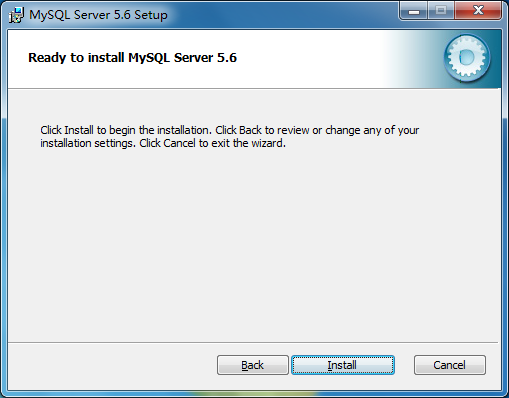 MySQL Server 5.6 Setup
Ready to install MySQL Server 5.6
Click Install to begin the installation. Click Back to review or change any of your
installation settings. Click Cancel to exit the wizard.
Back Install Cancel